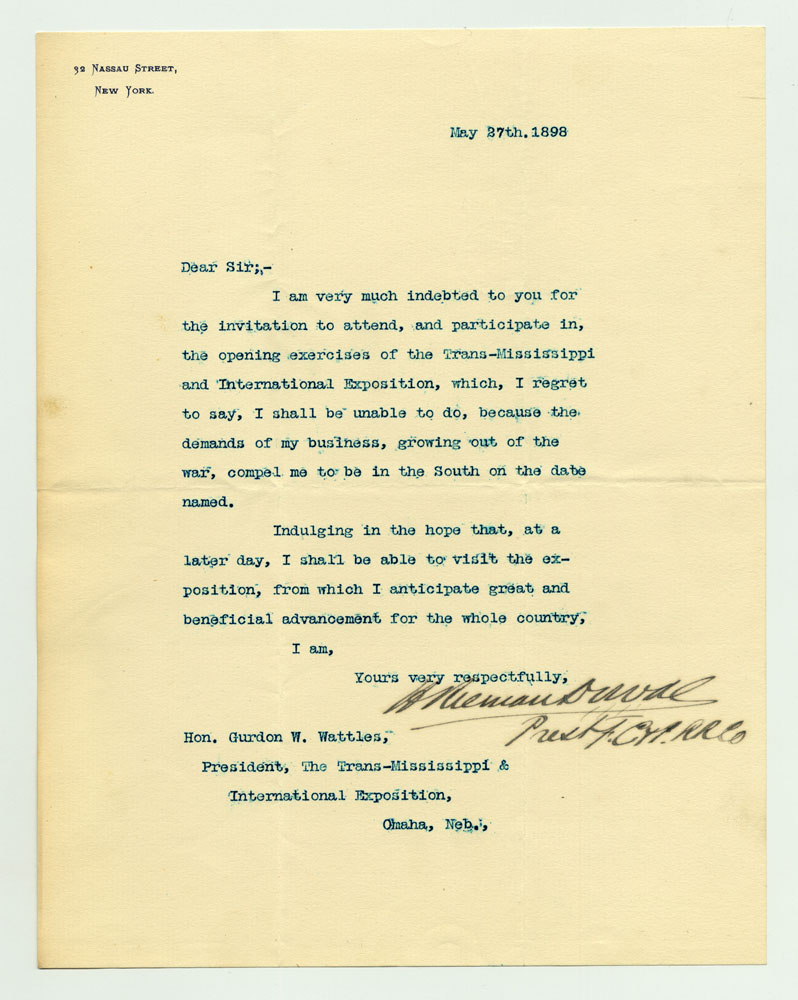 32 Nassau Street,
New York.
May 27th. 1898
Dear Sir;,-
I am very much indebted to you for
the invitation to attend, and participate in,
the opening exercises of the Trans-Mississippi
and International Exposition, which, I regret
to say, I shall be unable to do, because the
demands of my business, growing out of the
war, compel me to be in the South on the date
named.
Indulging in the hope that, at a
later day, I shall be able to visit the ex-
position, from which I anticipate great and
beneficial advancement for the whole country,
I am,
Yours very respectfully,
H Rieman Duval
Prest F. C. & P. RR Co
Hon. Gurdon W. Wattles,
President, The Trans-Mississippi &
International Exposition,
Omaha, Neb.,